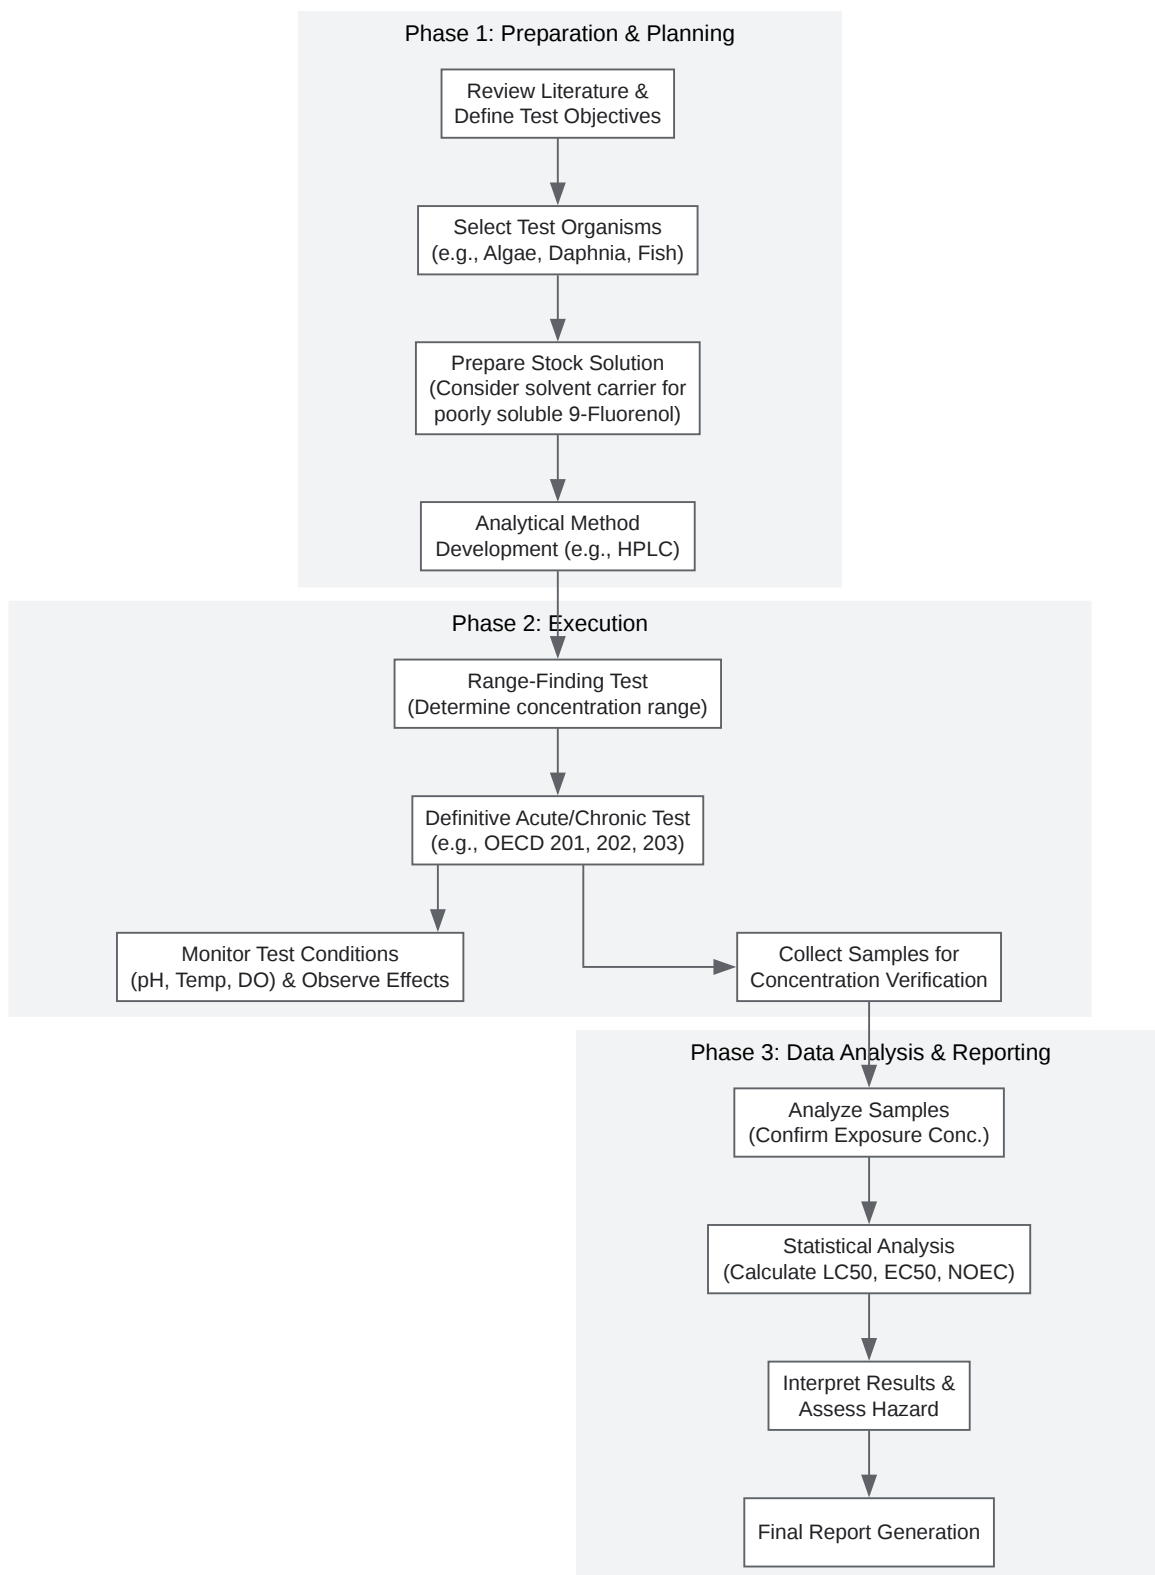 Phase 1: Preparation & Planning
Review Literature &
Define Test Objectives
Select Test Organisms
(e.g., Algae, Daphnia, Fish)
Prepare Stock Solution
(Consider solvent carrier for
poorly soluble 9-Fluorenol)
Analytical Method
Development (e.g., HPLC)
Phase 2: Execution
Range-Finding Test
(Determine concentration range)
Definitive Acute/Chronic Test
(e.g., OECD 201, 202, 203)
Monitor Test Conditions
(pH, Temp, DO) & Observe Effects
Collect Samples for
Concentration Verification
Phase 3: Data Analysis & Reporting
Analyze Samples
(Confirm Exposure Conc.)
Statistical Analysis
(Calculate LC50, EC50, NOEC)
Interpret Results &
Assess Hazard
Final Report Generation